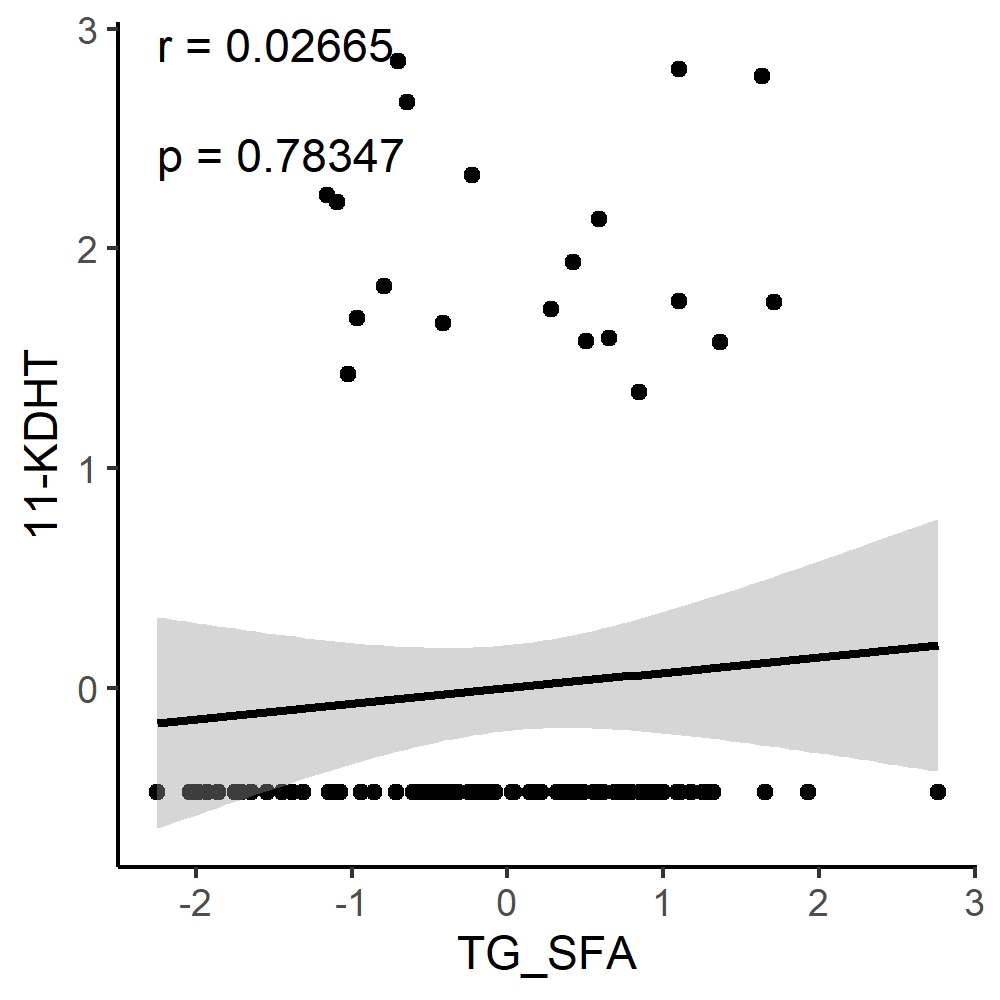 r = 0.02665
p = 0.78347
3
2
1
0
11-KDHT
-2 -1 0 1 2 3
TG_SFA